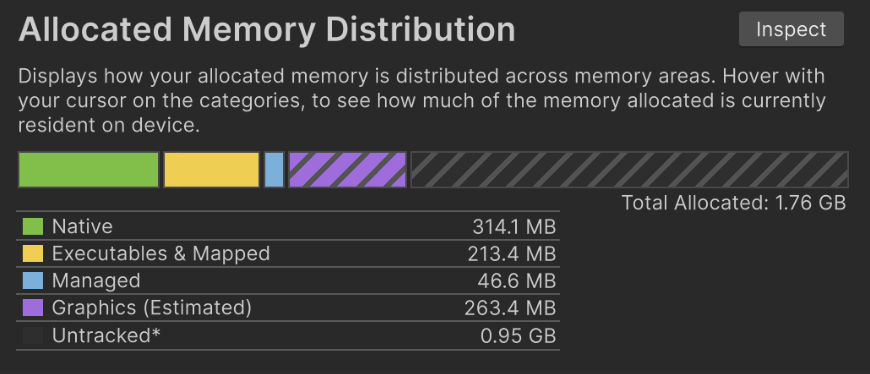 Allocated Memory Distribution
Inspect
Displays how your allocated memory is distributed across memory areas. Hover with
your cursor on the categories, to see how much of the memory allocated is currently
resident on device.
Total Allocated: 1.76 GB
Native 314.1 MB
Executables & Mapped 213.4 MB
Managed 46.6 MB
Graphics (Estimated) 263.4 MB
Untracked* 0.95 GB